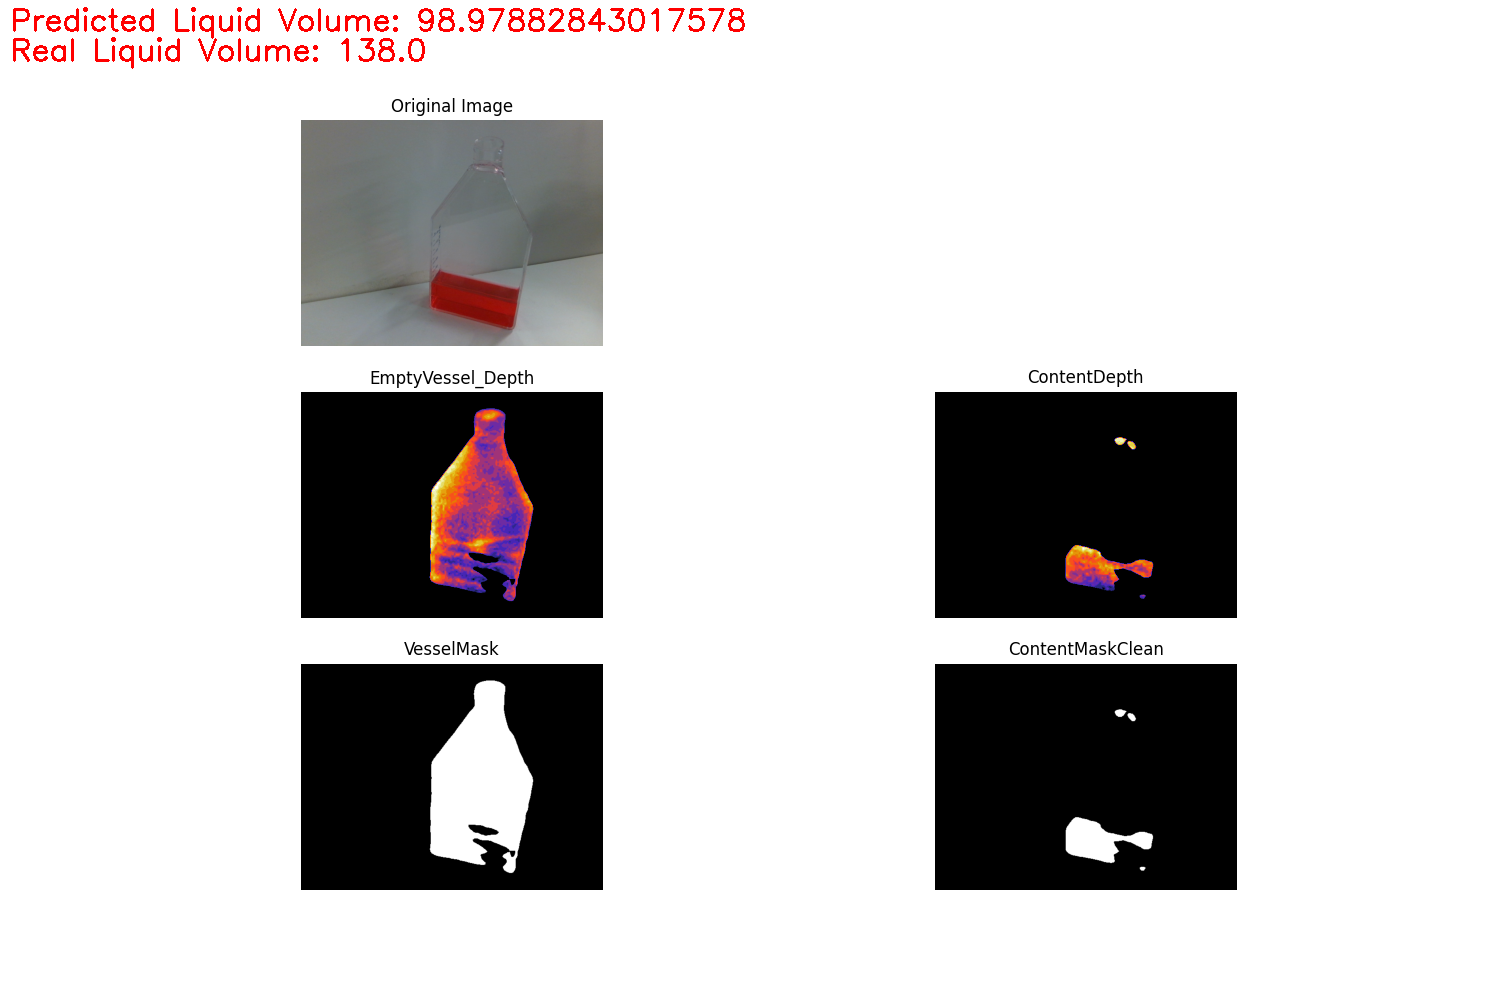 Predicted Liquid Volume: 98.97882843017578
Real Liquid Volume: 138.0
Original Image
EmptyVessel_Depth
ContentDepth
VesselMask
ContentMaskClean